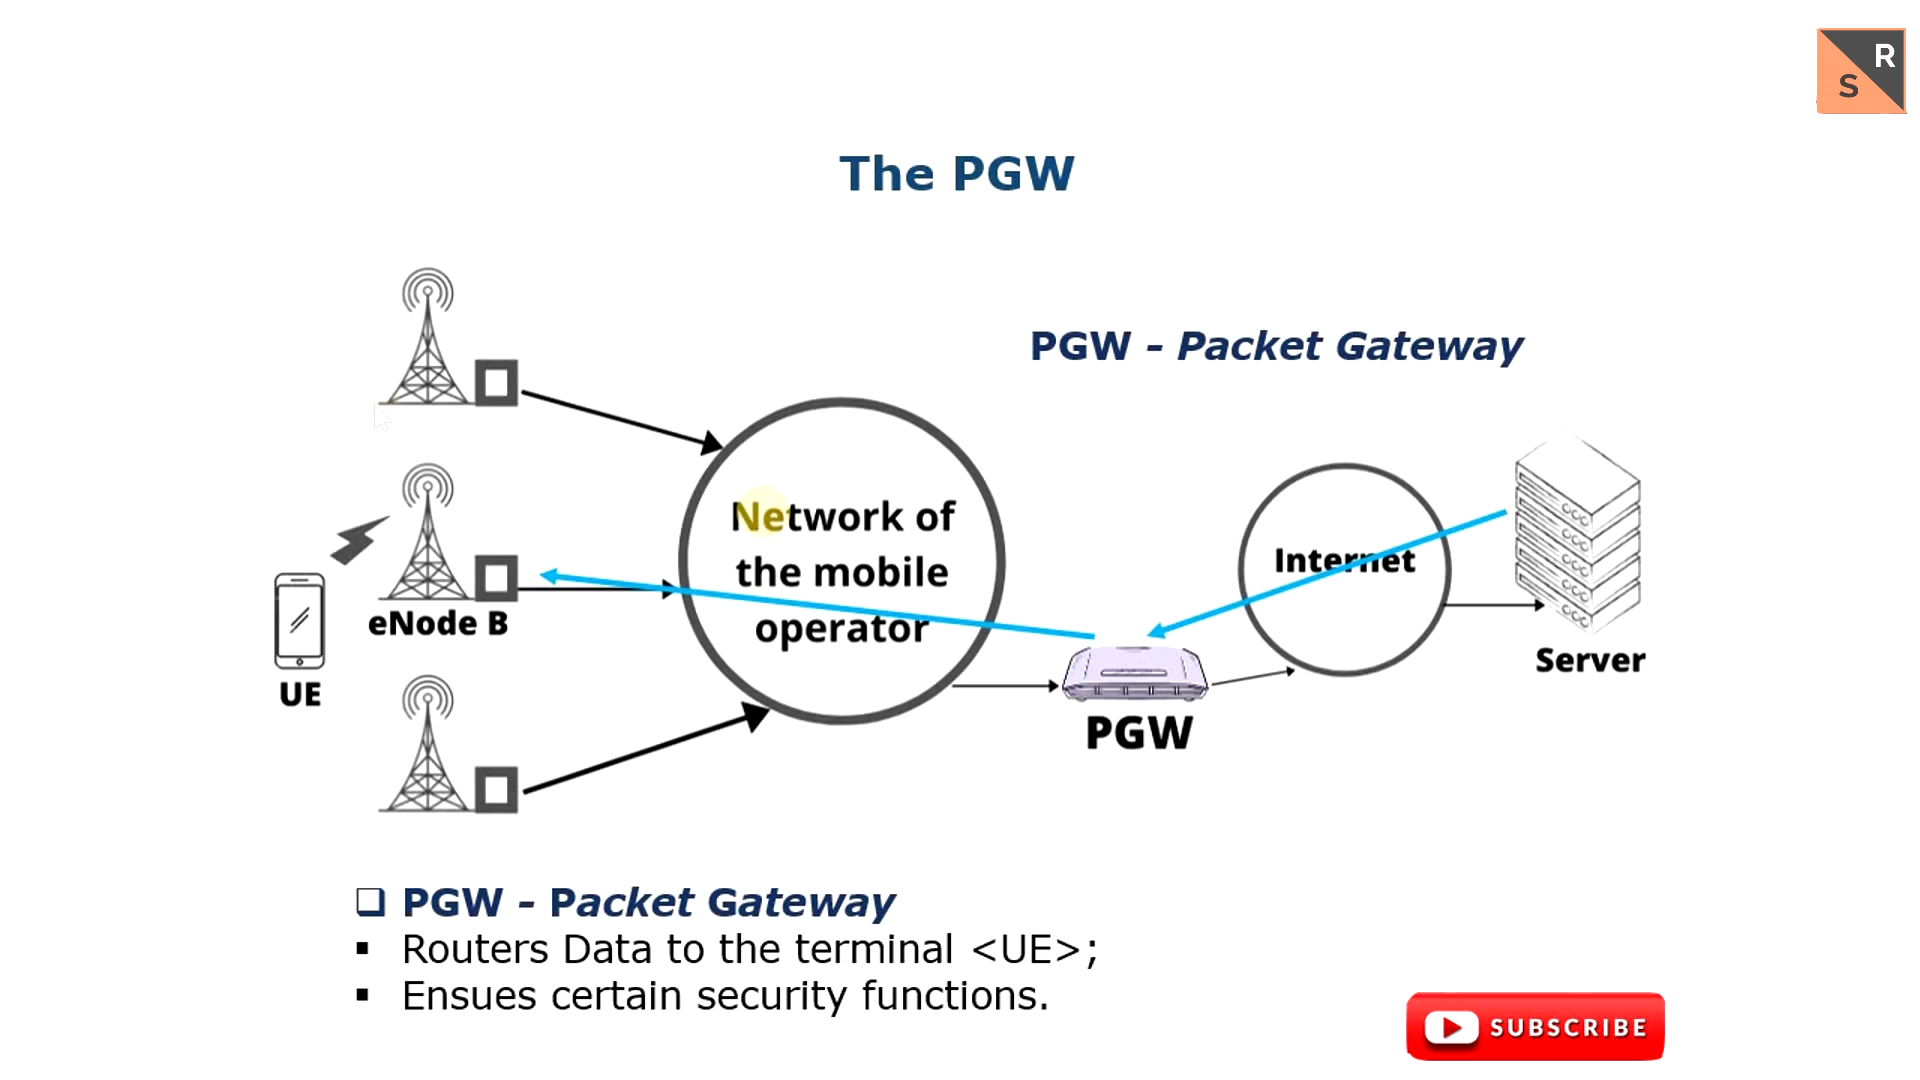 R
S
The PGW
PGW - Packet Gateway
Network of
the mobile
operator
Internet
eNode B
UE
Server
PGW
❑ PGW - Packet Gateway
▪ Routers Data to the terminal <UE>;
▪ Ensues certain security functions.
SUBSCRIBE